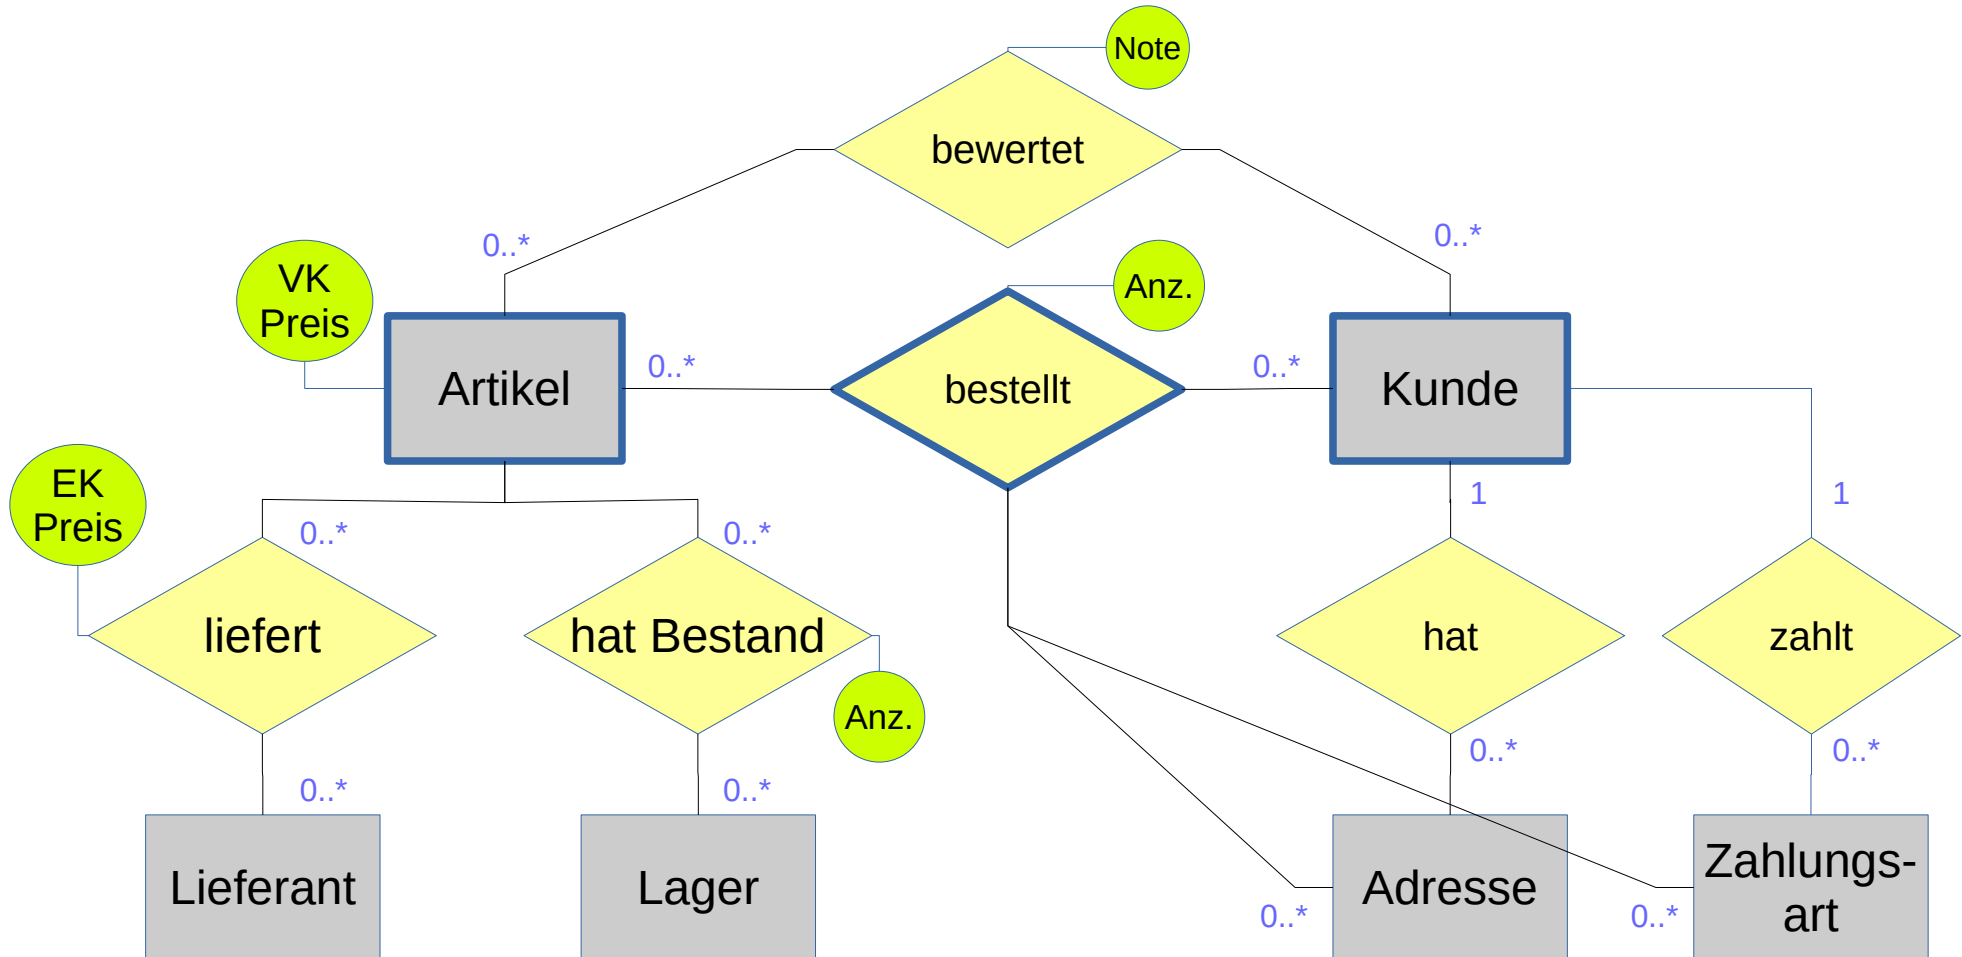 Note
bewertet
0..*
0..*
VK
Preis
Anz.
Artikel
0..*
bestellt
0..*
Kunde
EK
Preis
0..*
0..*
1
1
liefert
hat Bestand
hat
zahlt
Anz.
0..*
0..*
0..*
0..*
Lieferant
Lager
0..*
Adresse
0..*
Zahlungs-
art